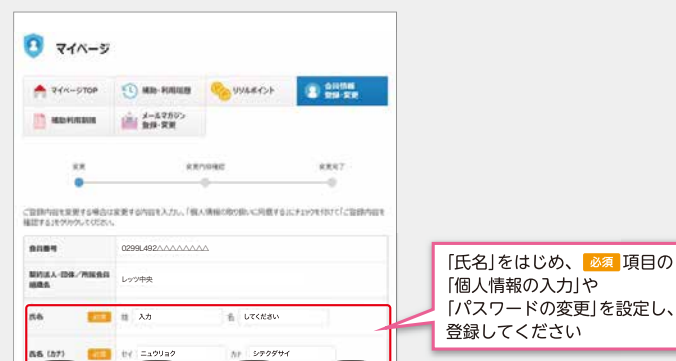 マイページ
マイページTOP 補助・利用履歴 リソルポイント 会員情報
登録・変更
補助利用制限 メールマガジン
登録・変更
変更 変更内容確認 変更完了
ご登録内容を変更する場合は変更する内容を入力し、「個人情報の取り扱いに同意する」にチェックを付けて「ご登録内容を
確認する」をクリックしてください。
会員番号 0299L492△△△△△△△△
契約法人・団体／所属会員
組織名 レッツ中央
氏名 必須 姓 入力 名 してください
氏名（カナ） 必須 セイ ニュウリョク カナ シテクダサイ
「氏名」をはじめ、 必須 項目の
「個人情報の入力」や
「パスワードの変更」を設定し、
登録してください